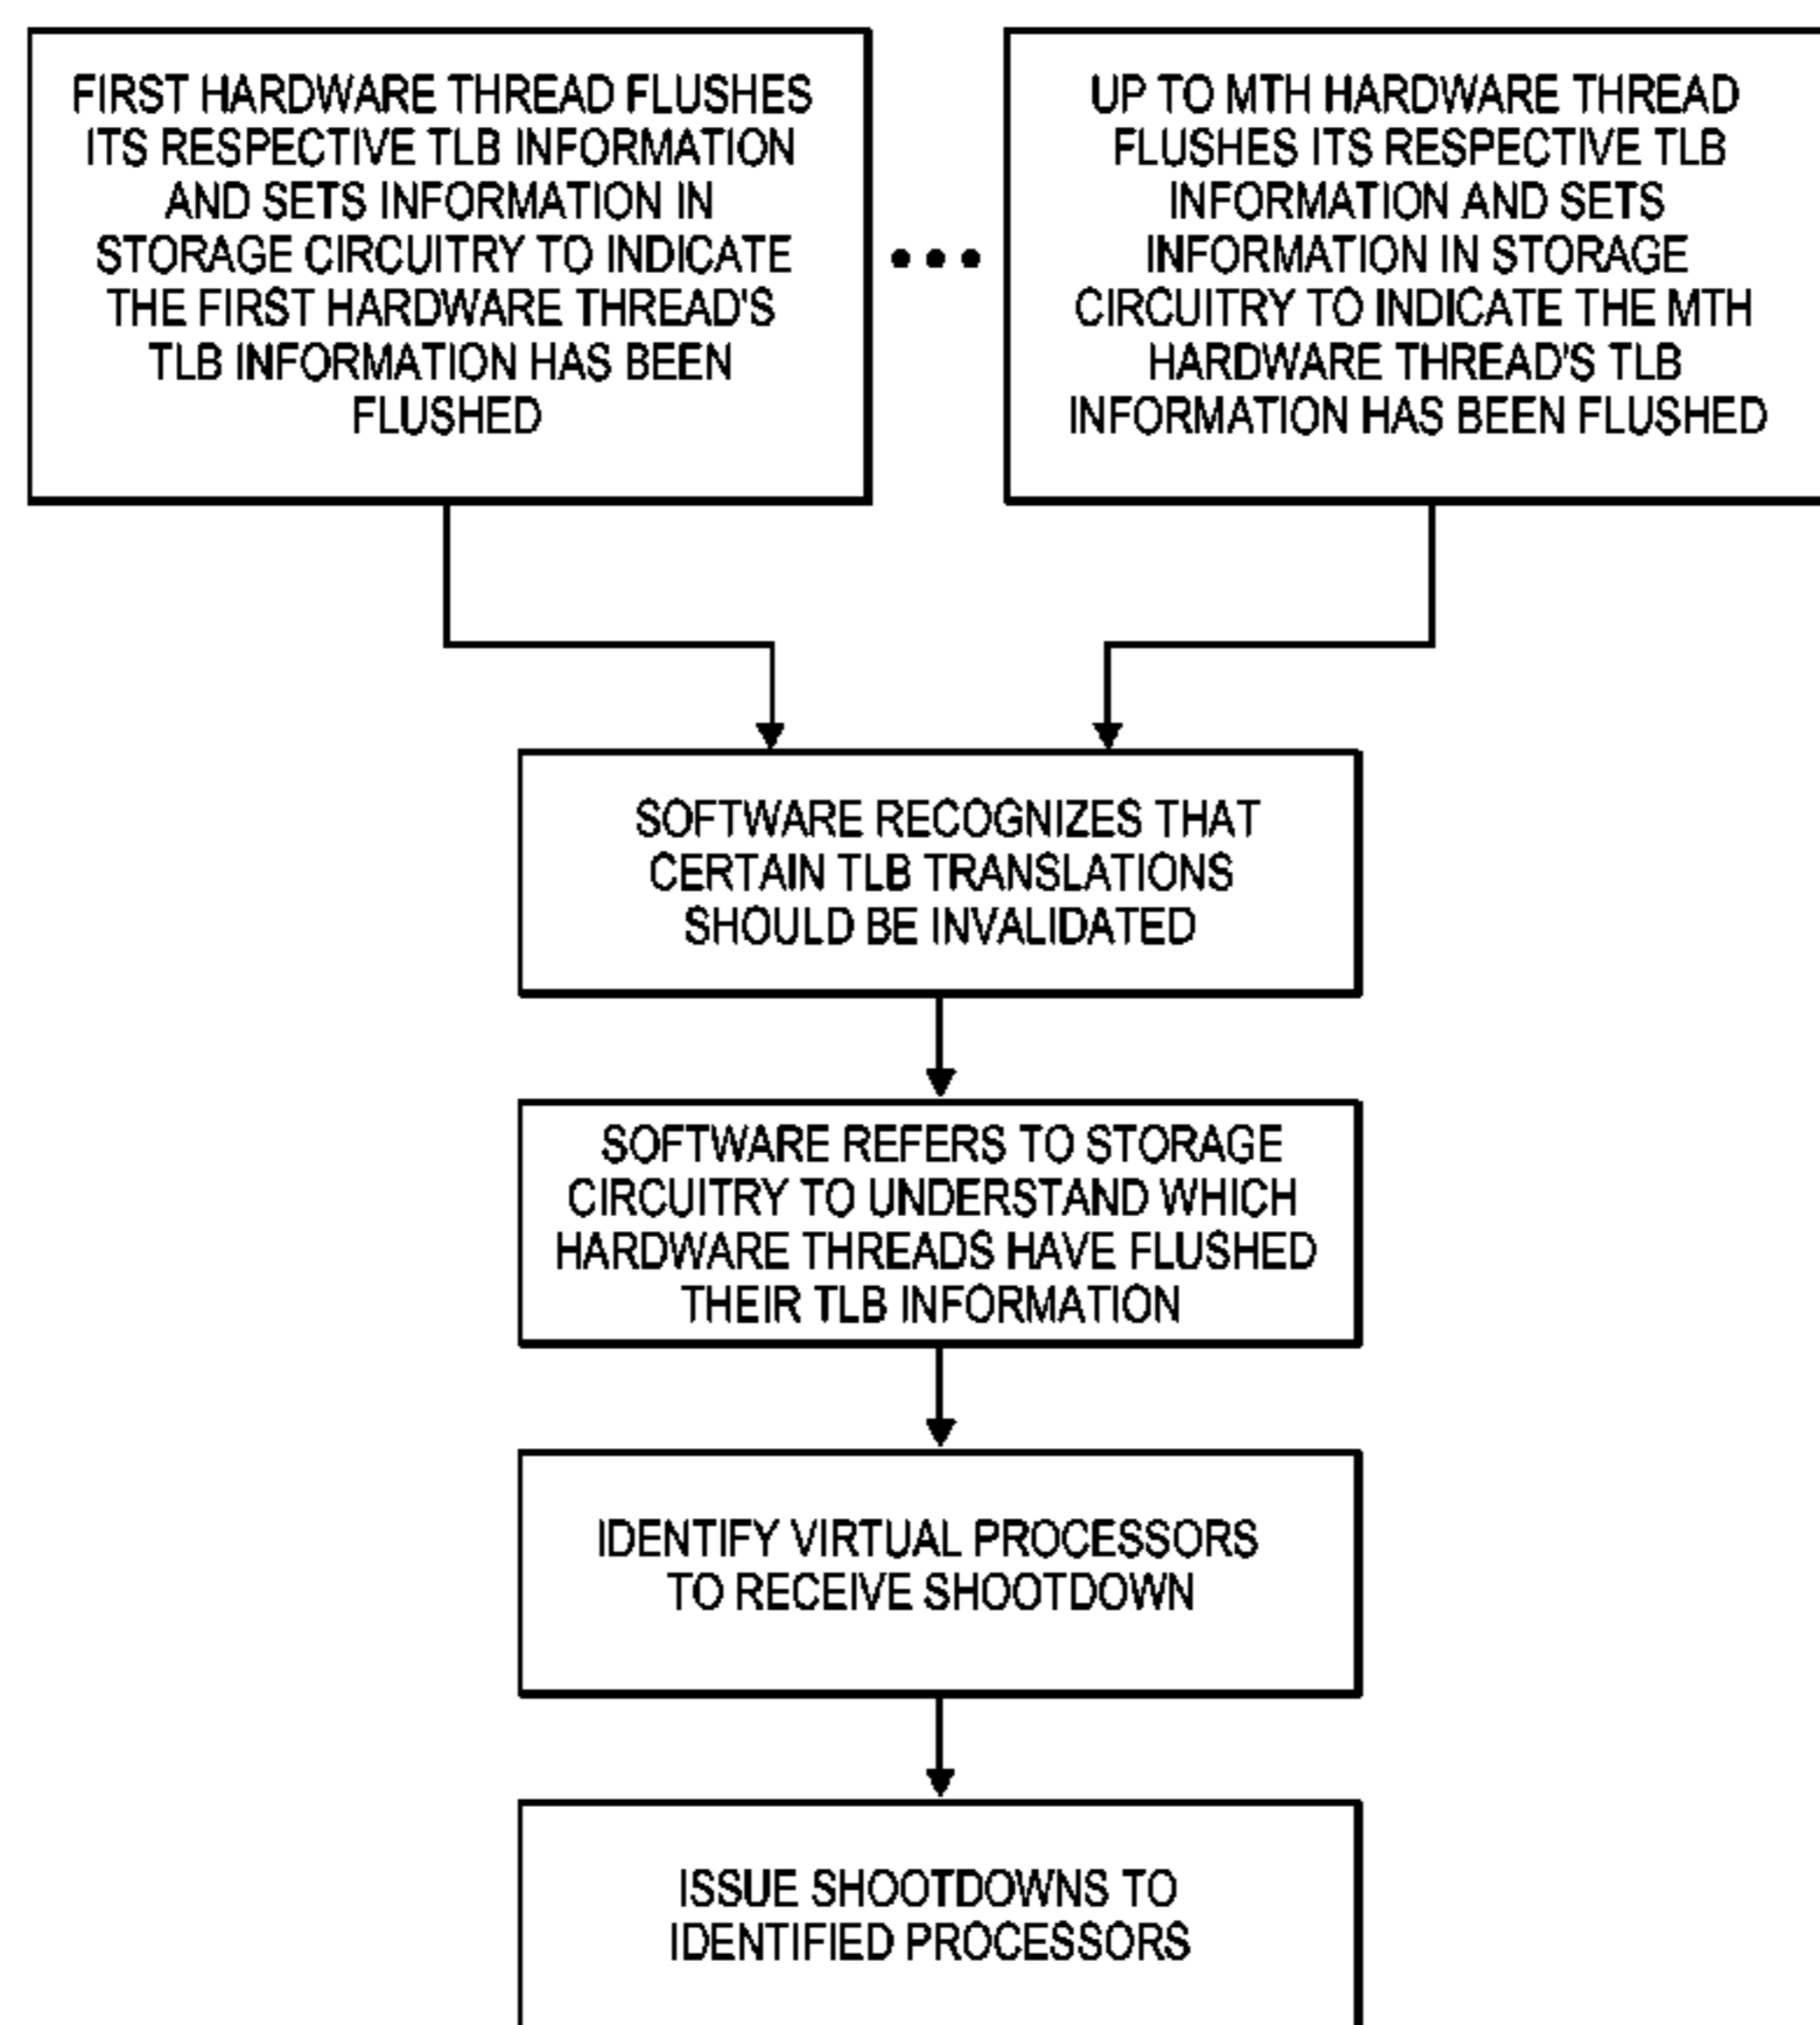 FIRST HARDWARE THREAD FLUSHES
ITS RESPECTIVE TLB INFORMATION
AND SETS INFORMATION IN
STORAGE CIRCUITRY TO INDICATE
THE FIRST HARDWARE THREAD'S
TLB INFORMATION HAS BEEN
FLUSHED
UP TO MTH HARDWARE THREAD
FLUSHES ITS RESPECTIVE TLB
INFORMATION AND SETS
INFORMATION IN STORAGE
CIRCUITRY TO INDICATE THE MTH
HARDWARE THREAD'S TLB
INFORMATION HAS BEEN FLUSHED
SOFTWARE RECOGNIZES THAT
CERTAIN TLB TRANSLATIONS
SHOULD BE INVALIDATED
SOFTWARE REFERS TO STORAGE
CIRCUITRY TO UNDERSTAND WHICH
HARDWARE THREADS HAVE FLUSHED
THEIR TLB INFORMATION
IDENTIFY VIRTUAL PROCESSORS
TO RECEIVE SHOOTDOWN
ISSUE SHOOTDOWNS TO
IDENTIFIED PROCESSORS